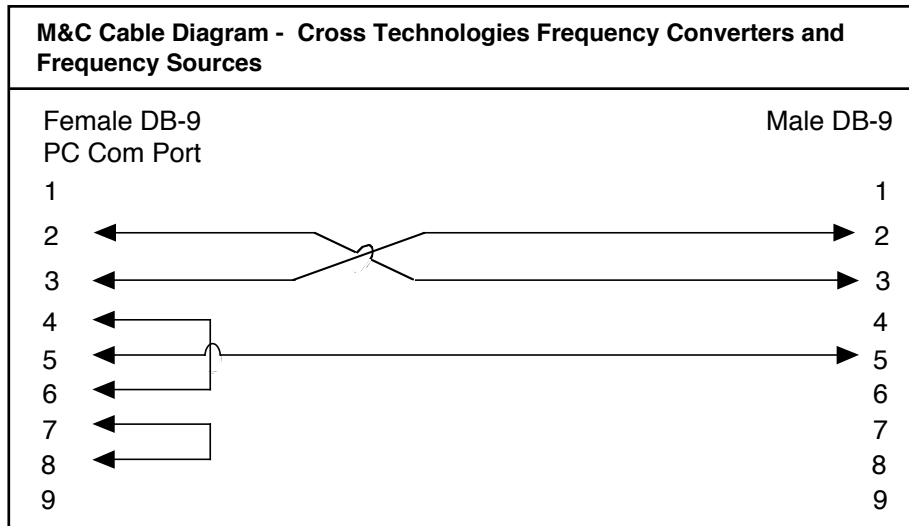 M&C Cable Diagram - Cross Technologies Frequency Converters and
Frequency Sources
Female DB-9 Male DB-9
PC Com Port
1 1
2 2
3 3
4 4
5 5
6 6
7 7
8 8
9 9